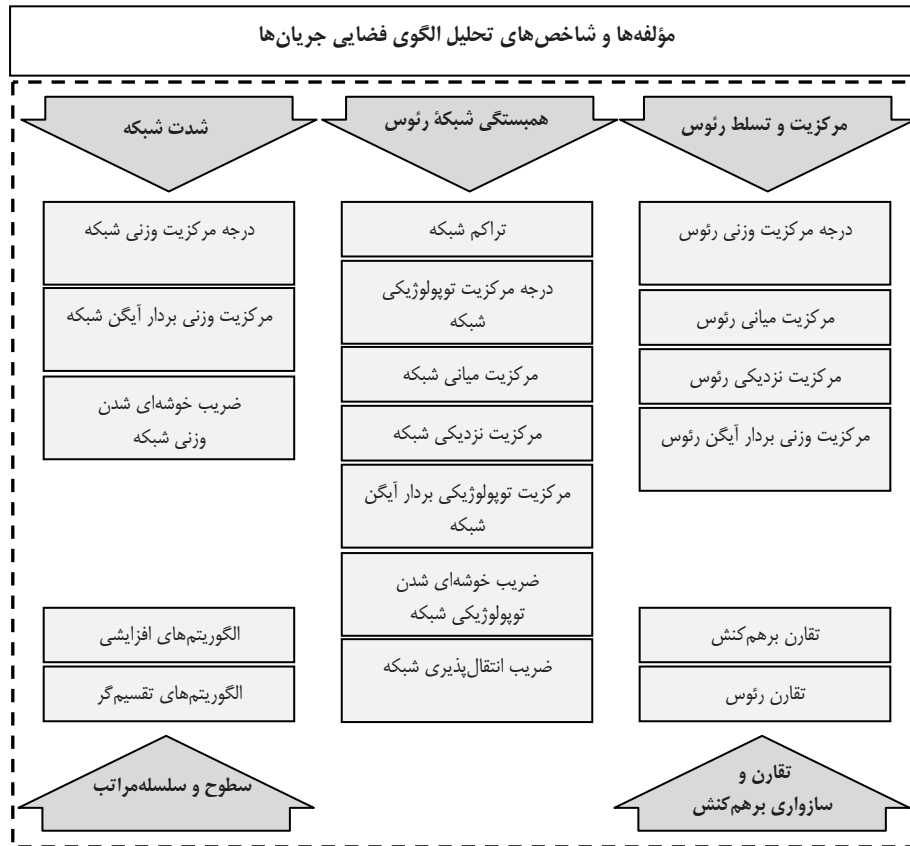 مؤلفه‌ها و شاخص‌های تحلیل الگوی فضایی جریان‌ها
مرکزیت و تسلط رئوس
درجه مرکزیت وزنی رئوس
مرکزیت میانی رئوس
مرکزیت نزدیکی رئوس
مرکزیت وزنی بردار آیگن رئوس
تقارن برهم‌کنش
تقارن رئوس
تقارن و
سازواری برهم‌کنش
همبستگی شبکۀ رئوس
تراکم شبکه
درجه مرکزیت توپولوژیکی
شبکه
مرکزیت میانی شبکه
مرکزیت نزدیکی شبکه
مرکزیت توپولوژیکی بردار آیگن
شبکه
ضریب خوشه‌ای شدن
توپولوژیکی شبکه
ضریب انتقال‌پذیری شبکه
شدت شبکه
درجه مرکزیت وزنی شبکه
مرکزیت وزنی بردار آیگن شبکه
ضریب خوشه‌ای شدن
وزنی شبکه
الگوریتم‌های افزایشی
الگوریتم‌های تقسیم‌گر
سطوح و سلسله‌مراتب